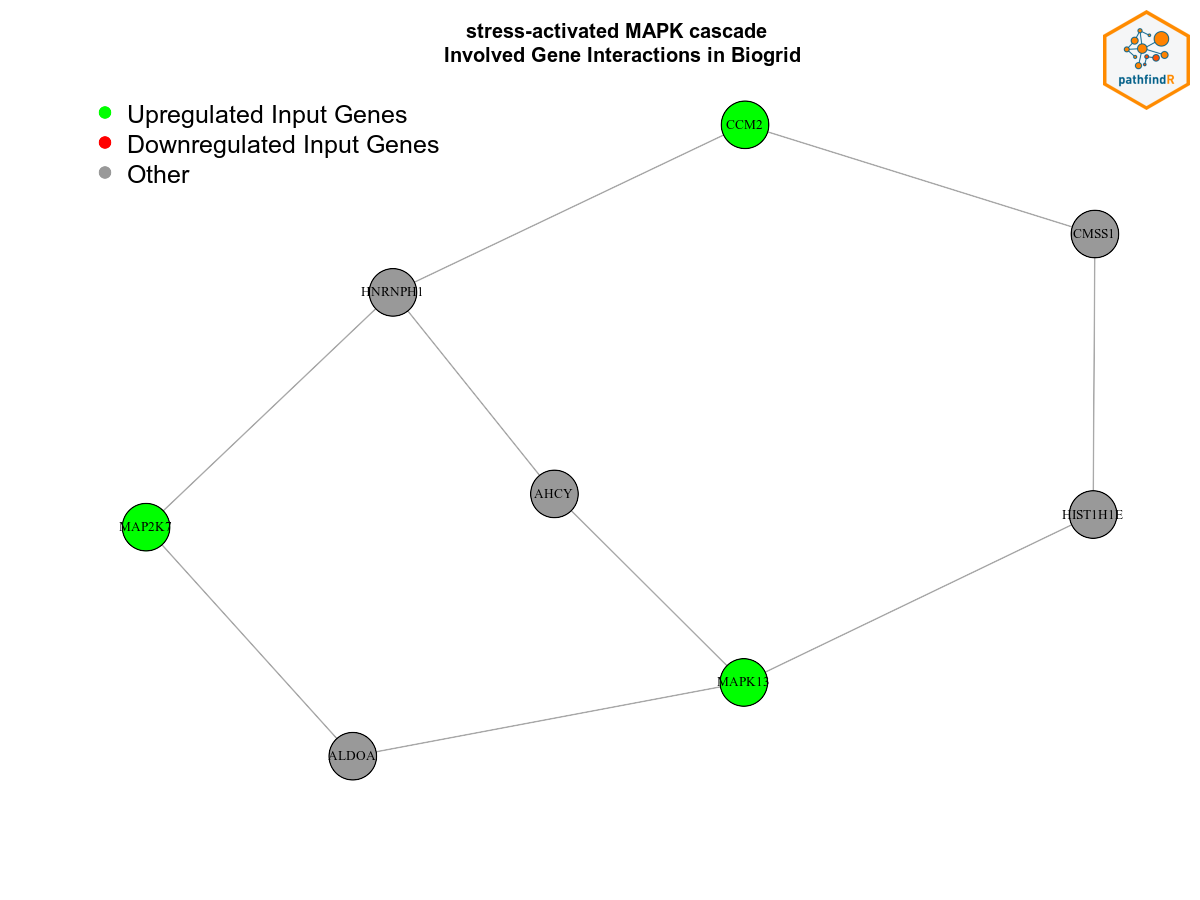 stress-activated MAPK cascade
Involved Gene Interactions in Biogrid
pathfindR
Upregulated Input Genes
Downregulated Input Genes
Other
CCM2
CMSS1
HNRNPH1
AHCY
HIST1H1E
MAP2K7
MAPK13
ALDOA